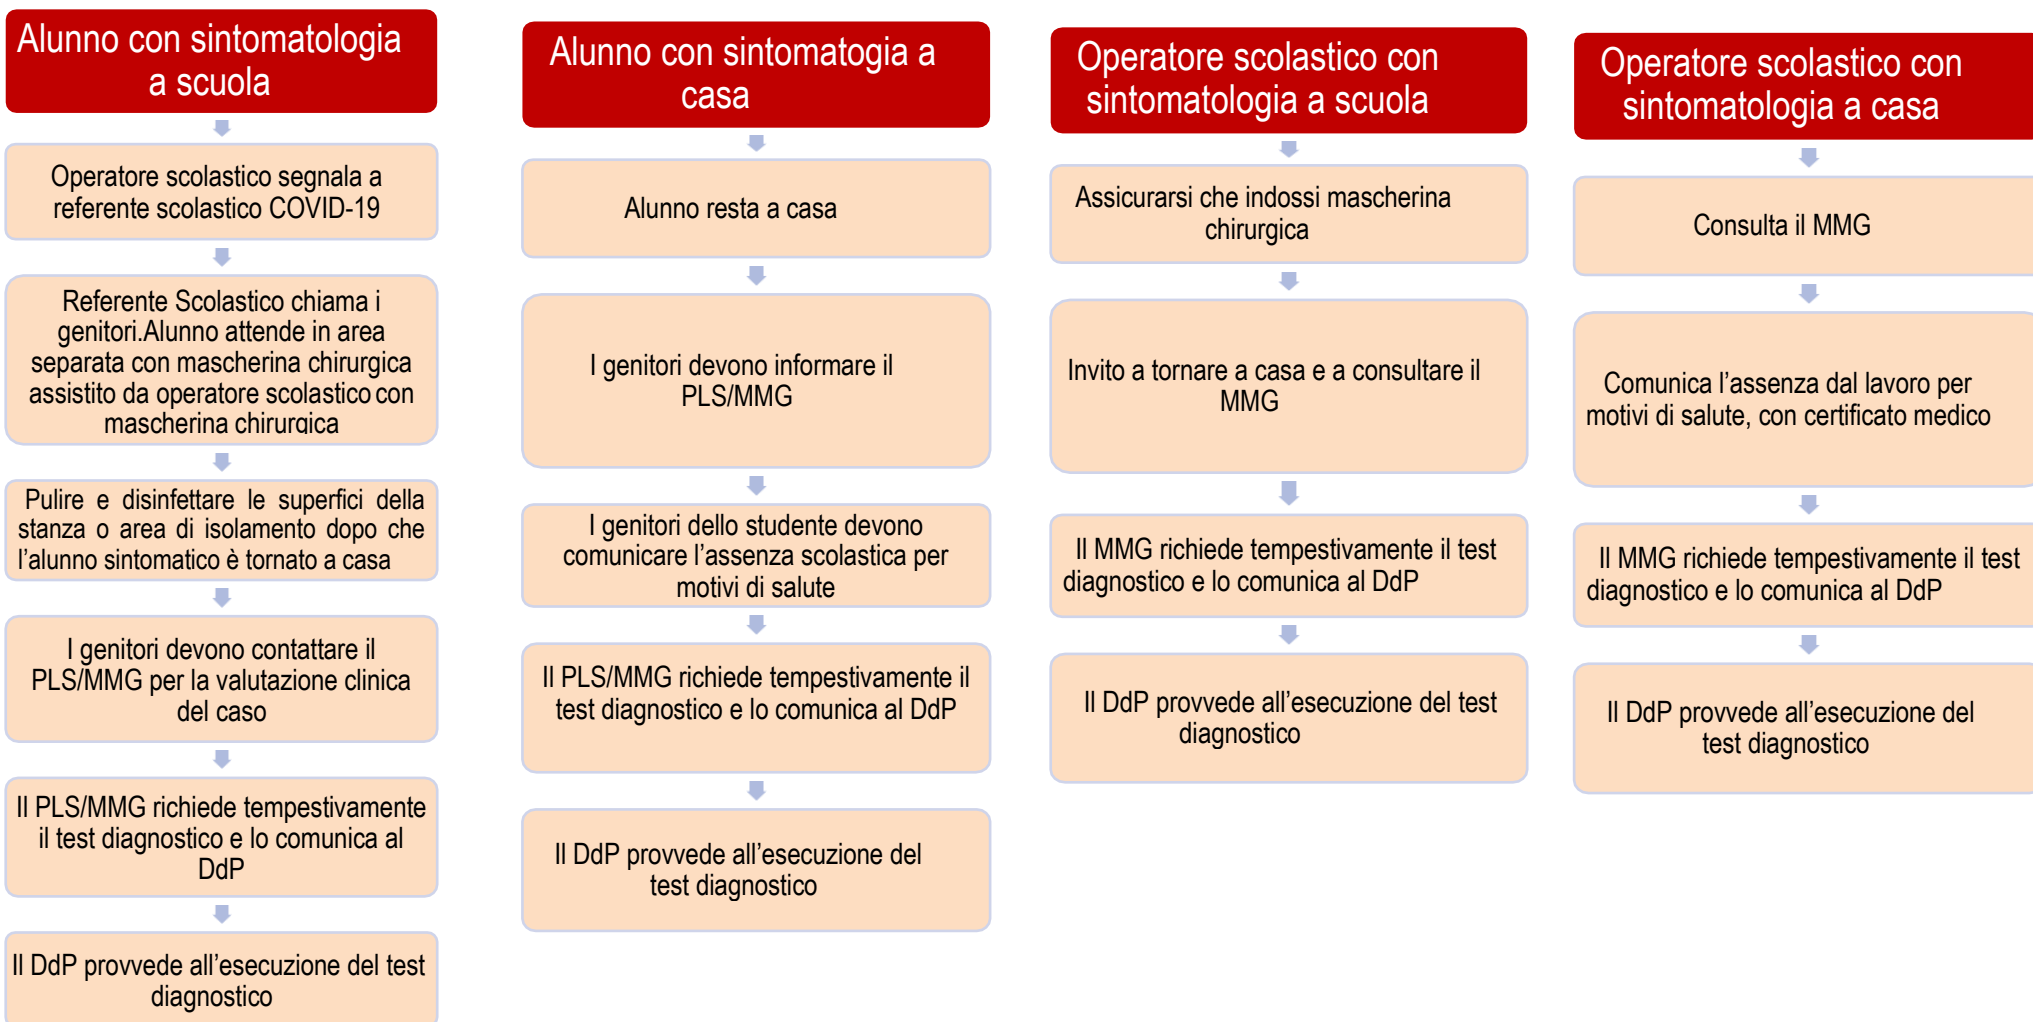 Alunno con sintomatologia
a scuola
Operatore scolastico segnala a
referente scolastico COVID-19
Referente Scolastico chiama i
genitori.Alunno attende in area
separata con mascherina chirurgica
assistito da operatore scolastico con
mascherina chirurgica
Pulire e disinfettare le superfici della
stanza o area di isolamento dopo che
l’alunno sintomatico è tornato a casa
I genitori devono contattare il
PLS/MMG per la valutazione clinica
del caso
Il PLS/MMG richiede tempestivamente
il test diagnostico e lo comunica al
DdP
Il DdP provvede all’esecuzione del test
diagnostico
Alunno con sintomatogia a
casa
Alunno resta a casa
I genitori devono informare il
PLS/MMG
I genitori dello studente devono
comunicare l’assenza scolastica per
motivi di salute
Il PLS/MMG richiede tempestivamente il
test diagnostico e lo comunica al DdP
Il DdP provvede all’esecuzione del
test diagnostico
Operatore scolastico con
sintomatologia a scuola
Assicurarsi che indossi mascherina
chirurgica
Invito a tornare a casa e a consultare il
MMG
Il MMG richiede tempestivamente il test
diagnostico e lo comunica al DdP
Il DdP provvede all’esecuzione del test
diagnostico
Operatore scolastico con
sintomatologia a casa
Consulta il MMG
Comunica l’assenza dal lavoro per
motivi di salute, con certificato medico
Il MMG richiede tempestivamente il test
diagnostico e lo comunica al DdP
Il DdP provvede all’esecuzione del
test diagnostico